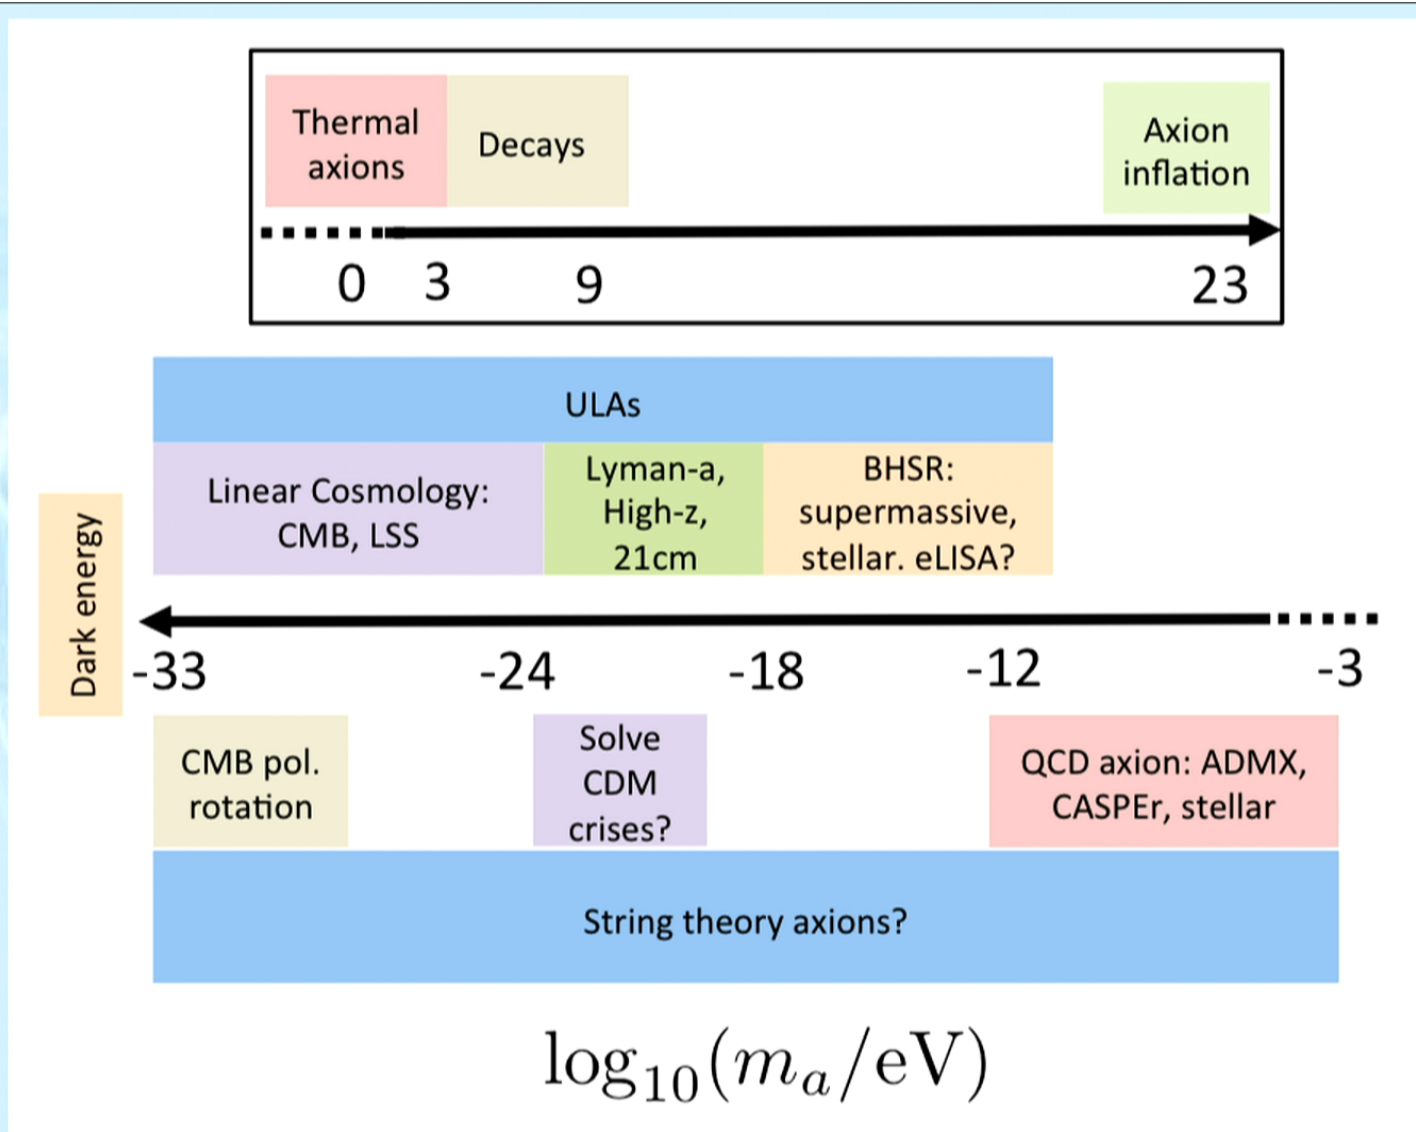 Thermal
axions
Decays
Axion
inflation
0 3 9 23
ULAs
Linear Cosmology:
CMB, LSS
Lyman-a,
High-z,
21cm
BHSR:
supermassive,
stellar. eLISA?
Dark energy
-33 -24 -18 -12 -3
CMB pol.
rotation
Solve
CDM
crises?
QCD axion: ADMX,
CASPEr, stellar
String theory axions?
log₁₀(mₐ/eV)